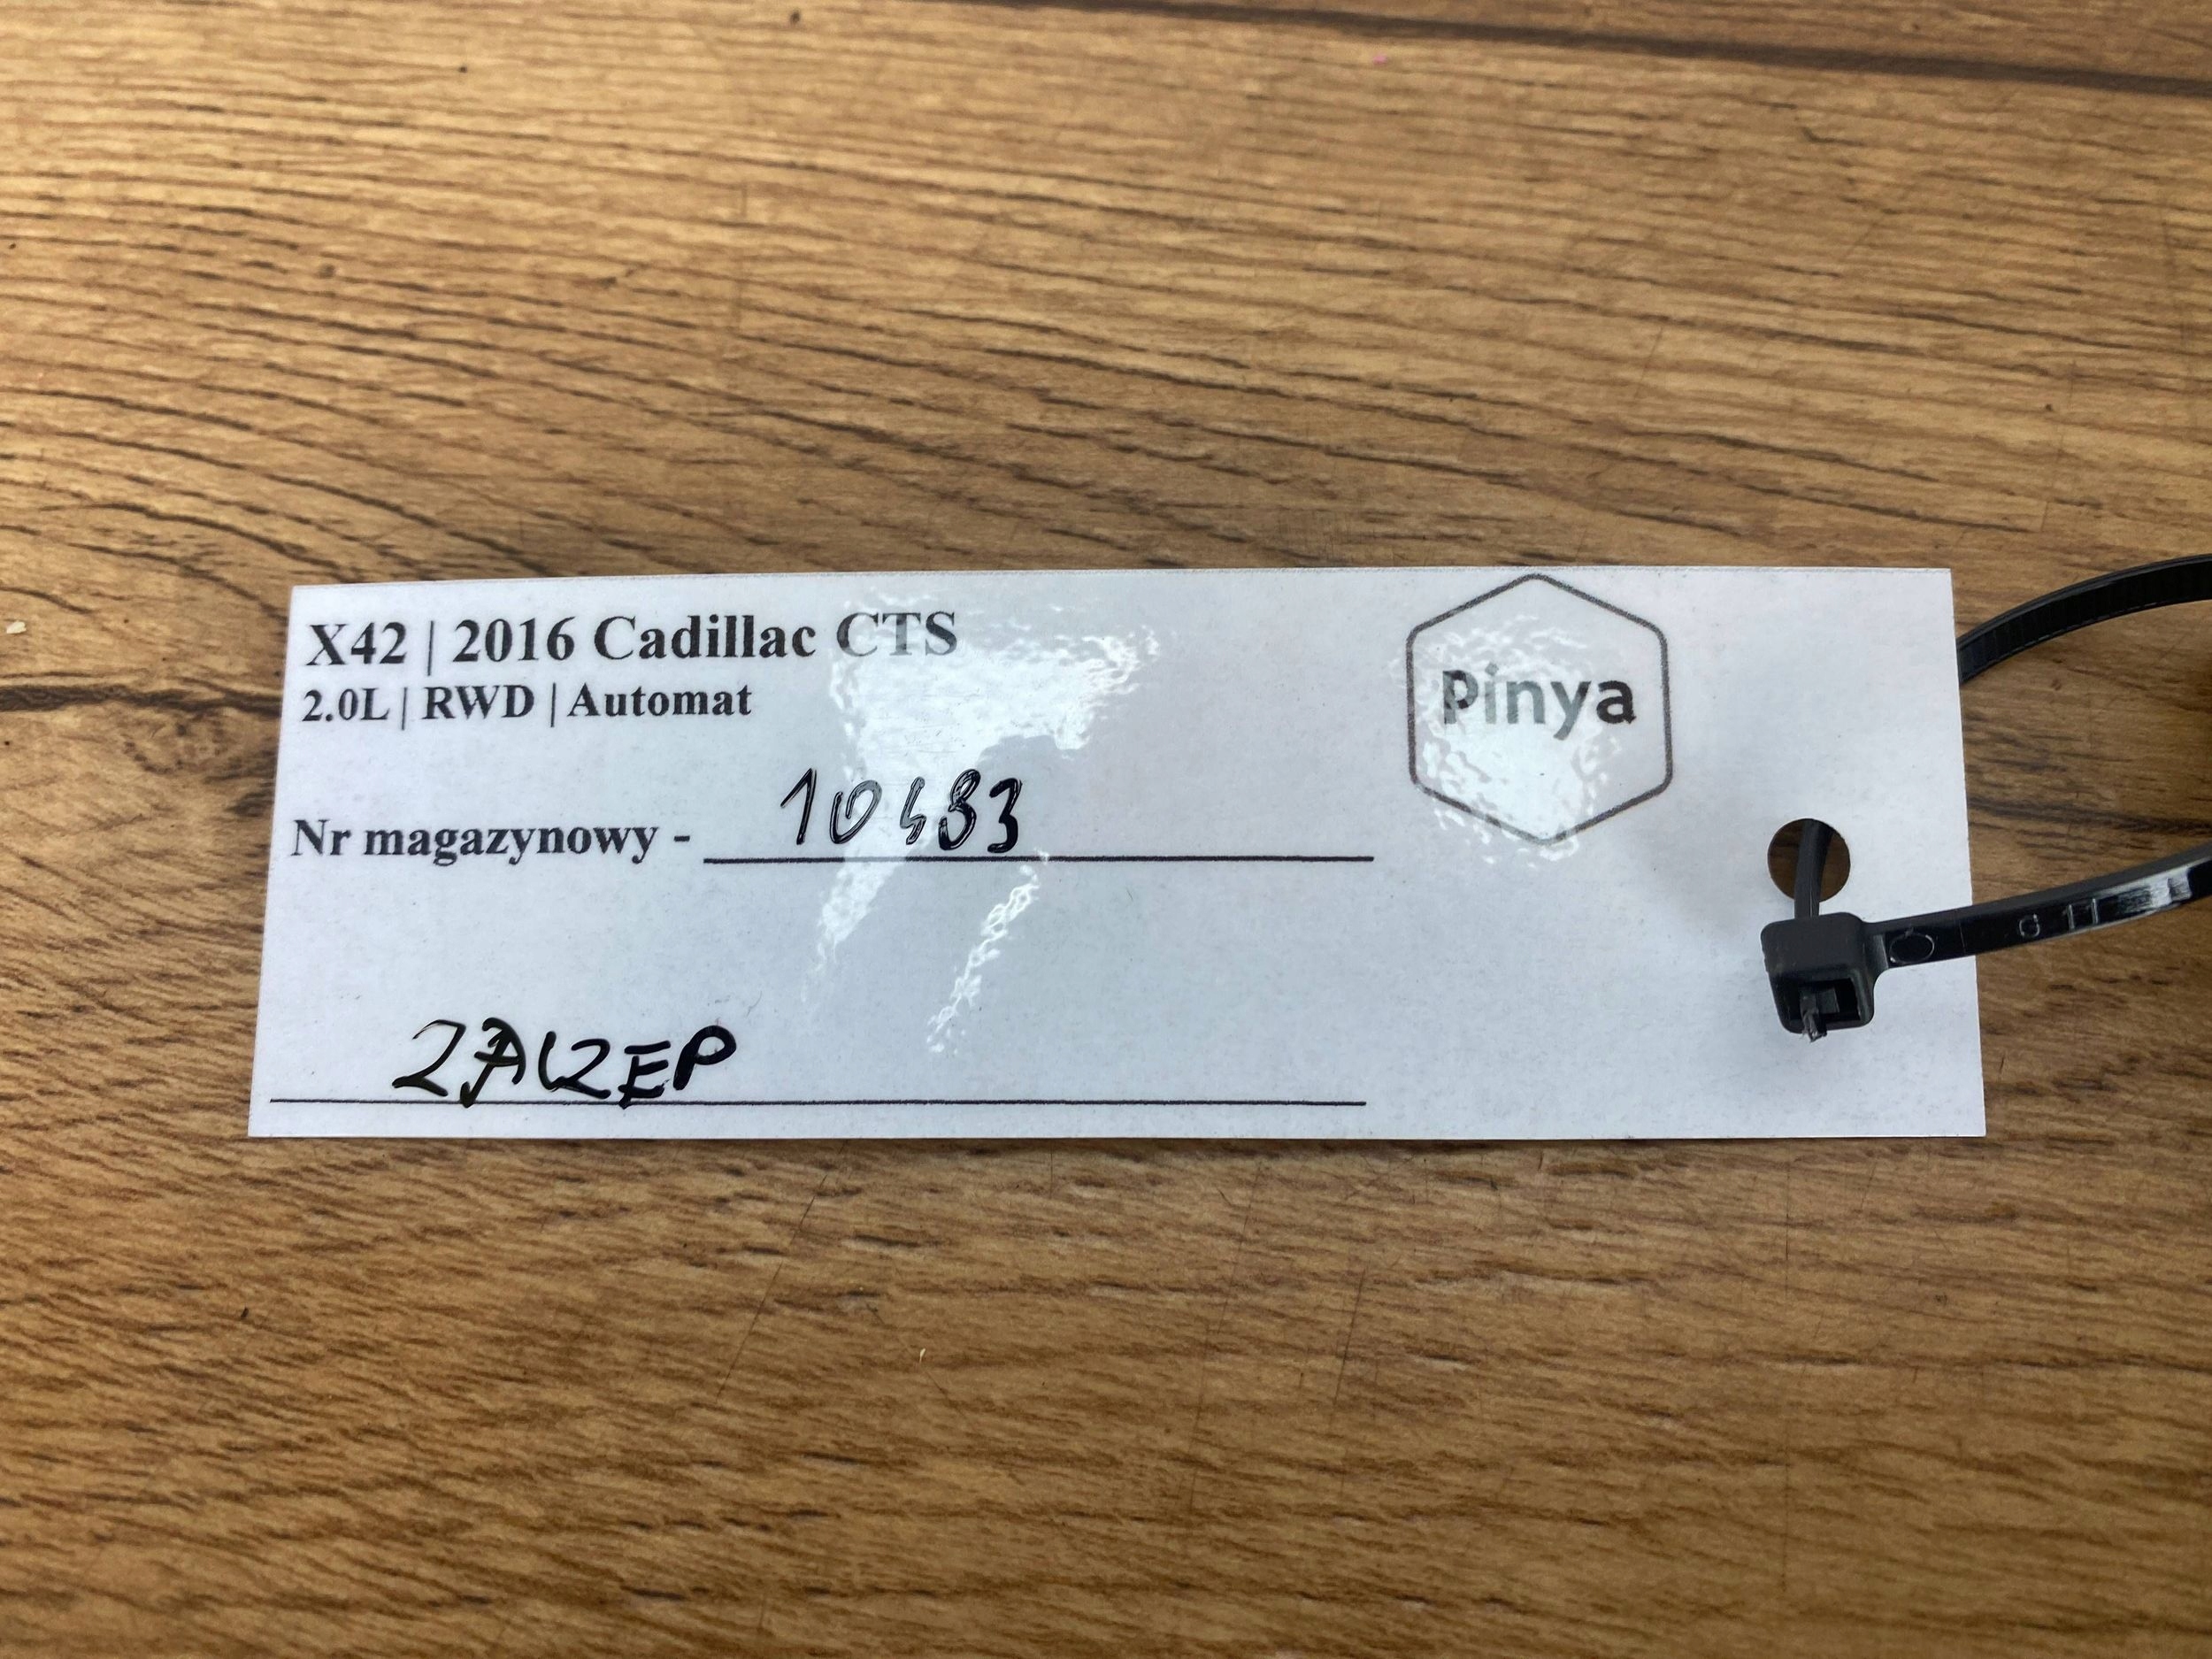 X42 | 2016 Cadillac CTS
2.0L | RWD | Automat
Pinya
Nr magazynowy - 10483
ZACZEP